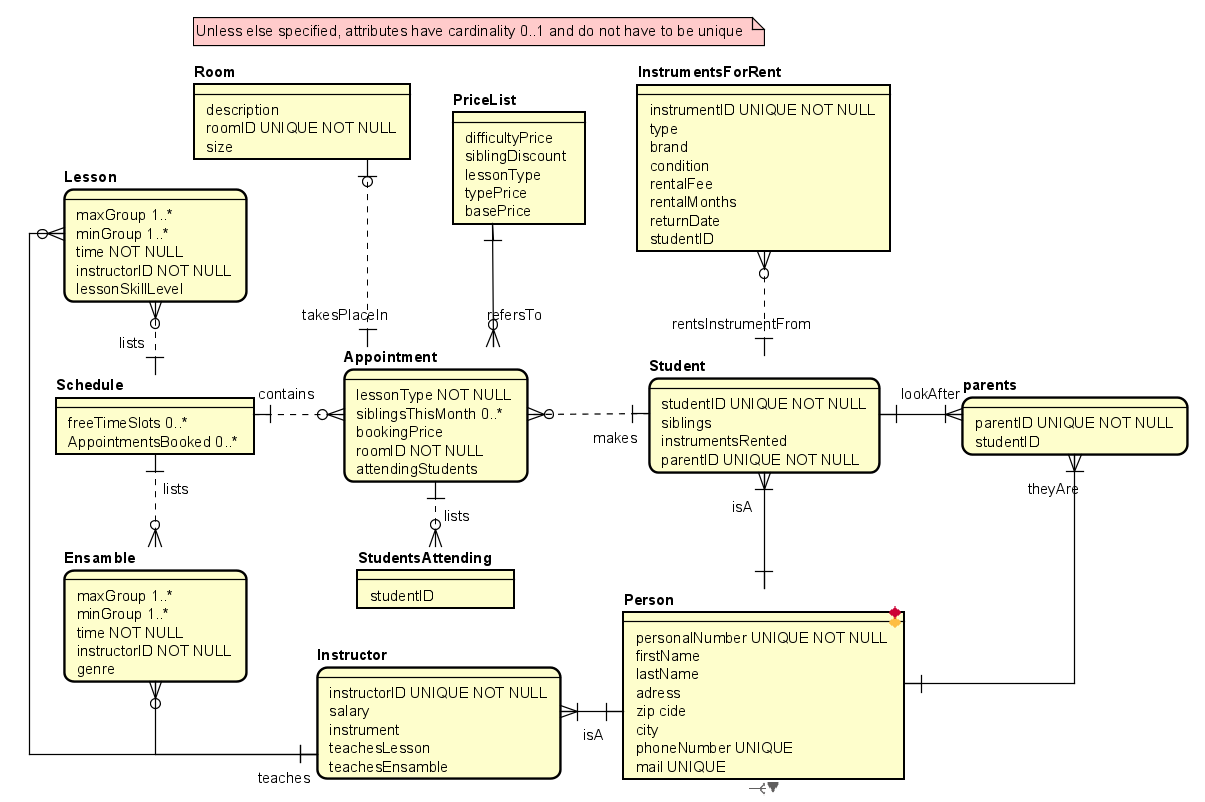 Unless else specified, attributes have cardinality 0..1 and do not have to be unique
Room
description
roomID UNIQUE NOT NULL
size
PriceList
difficultyPrice
siblingDiscount
lessonType
typePrice
basePrice
InstrumentsForRent
instrumentID UNIQUE NOT NULL
type
brand
condition
rentalFee
rentalMonths
returnDate
studentID
Lesson
maxGroup 1..*
minGroup 1..*
time NOT NULL
instructorID NOT NULL
lessonSkillLevel
lists
takesPlaceIn
refersTo
rentsInstrumentFrom
Schedule
freeTimeSlots 0..*
AppointmentsBooked 0..*
contains
Appointment
lessonType NOT NULL
siblingsThisMonth 0..*
bookingPrice
roomID NOT NULL
attendingStudents
makes
Student
studentID UNIQUE NOT NULL
siblings
instrumentsRented
parentID UNIQUE NOT NULL
lookAfter
parents
parentID UNIQUE NOT NULL
studentID
lists
lists
isA
theyAre
Ensamble
maxGroup 1..*
minGroup 1..*
time NOT NULL
instructorID NOT NULL
genre
StudentsAttending
studentID
Instructor
instructorID UNIQUE NOT NULL
salary
instrument
teachesLesson
teachesEnsamble
teaches
isA
Person
personalNumber UNIQUE NOT NULL
firstName
lastName
adress
zip cide
city
phoneNumber UNIQUE
mail UNIQUE